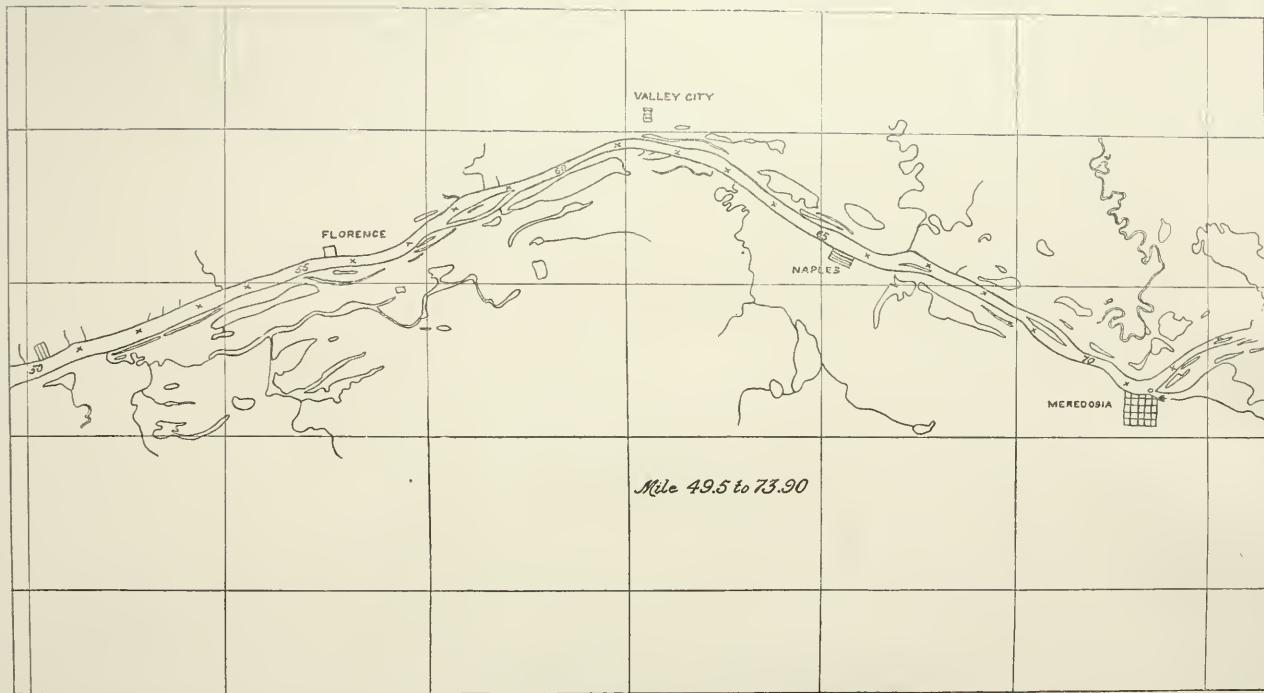 VALLEY CITY
FLORENCE
NAPLES
MEREDOSIA
50
55
60
65
70
Mile 49.5 to 73.90